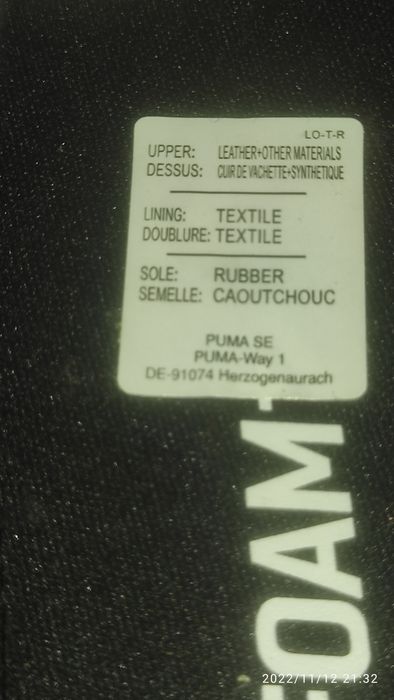 LO-T-R
UPPER: LEATHER+OTHER MATERIALS
DESSUS: CUIR DE VACHETTE+SYNTHETIQUE
LINING: TEXTILE
DOUBLURE: TEXTILE
SOLE: RUBBER
SEMELLE: CAOUTCHOUC
PUMA SE
PUMA-Way 1
DE-91074 Herzogenaurach
FOAM
2022/11/12 21:32